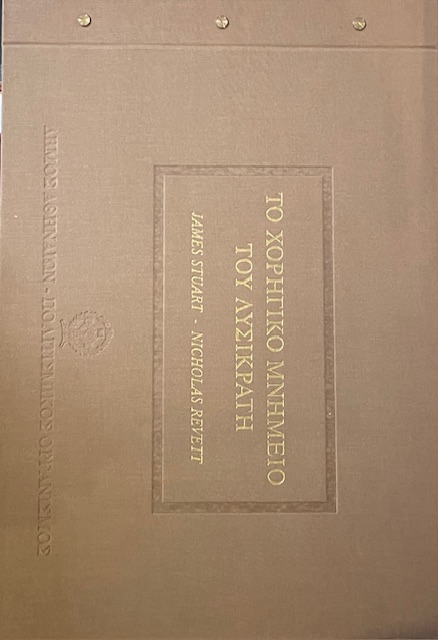 ΤΟ ΧΟΡΗΓΙΚΟ ΜΝΗΜΕΙΟ
ΤΟΥ ΛΥΣΙΚΡΑΤΗ
JAMES STUART - NICHOLAS REVETT
ΔΗΜΟΣ ΑΘΗΝΑΙΩΝ - ΠΟΛΙΤΙΣΜΙΚΟΣ ΟΡΓΑΝΙΣΜΟΣ